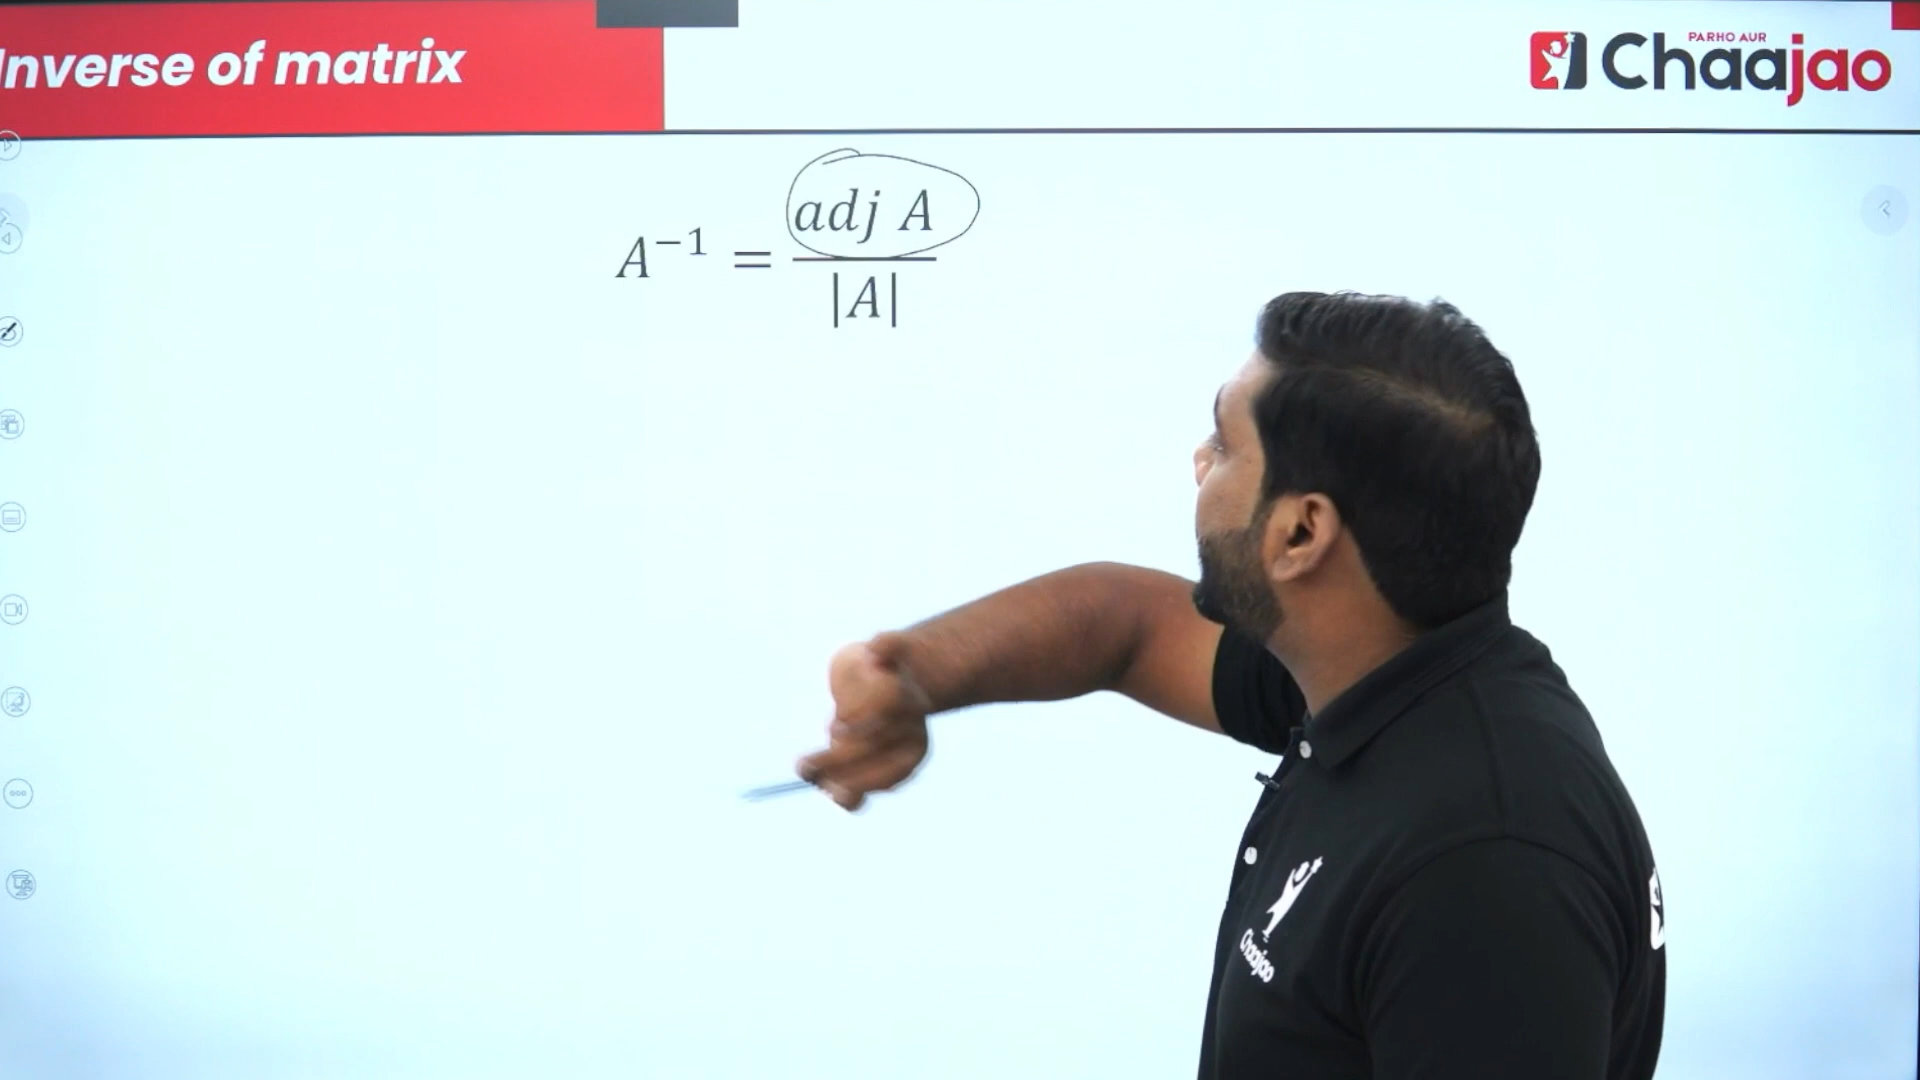 Inverse of matrix
PARHO AUR
Chaajao
A⁻¹ = adj A / |A|
Chaajao